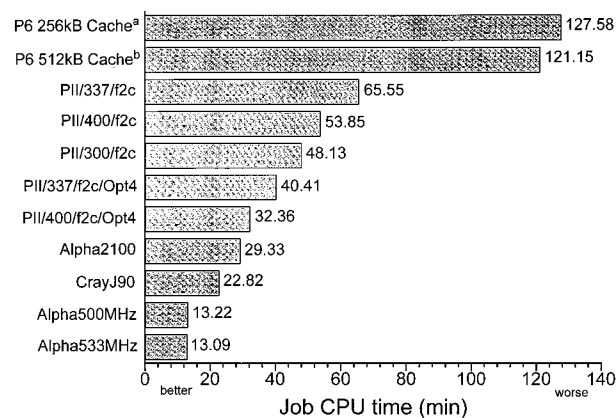 P6 256kB Cacheᵃ 127.58
P6 512kB Cacheᵇ 121.15
PII/337/f2c 65.55
PII/400/f2c 53.85
PII/300/f2c 48.13
PII/337/f2c/Opt4 40.41
PII/400/f2c/Opt4 32.36
Alpha2100 29.33
CrayJ90 22.82
Alpha500MHz 13.22
Alpha533MHz 13.09
0 20 40 60 80 100 120 140
better worse
Job CPU time (min)